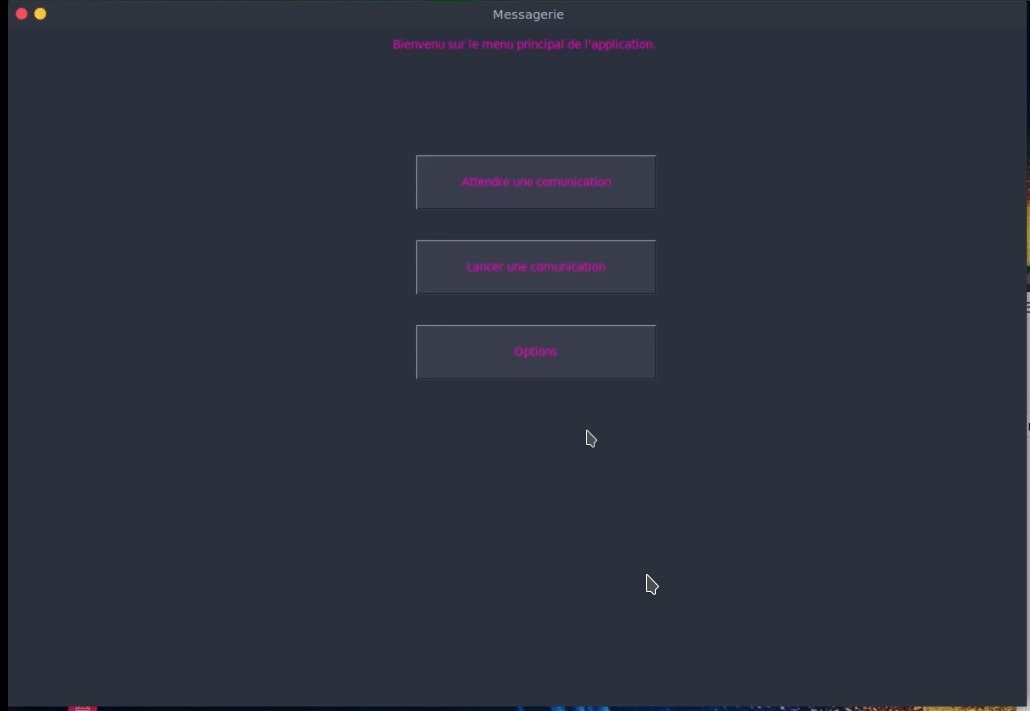 Messagerie
Bienvenu sur le menu principal de l'application.
Attendre une comunication
Lancer une comunication
Options